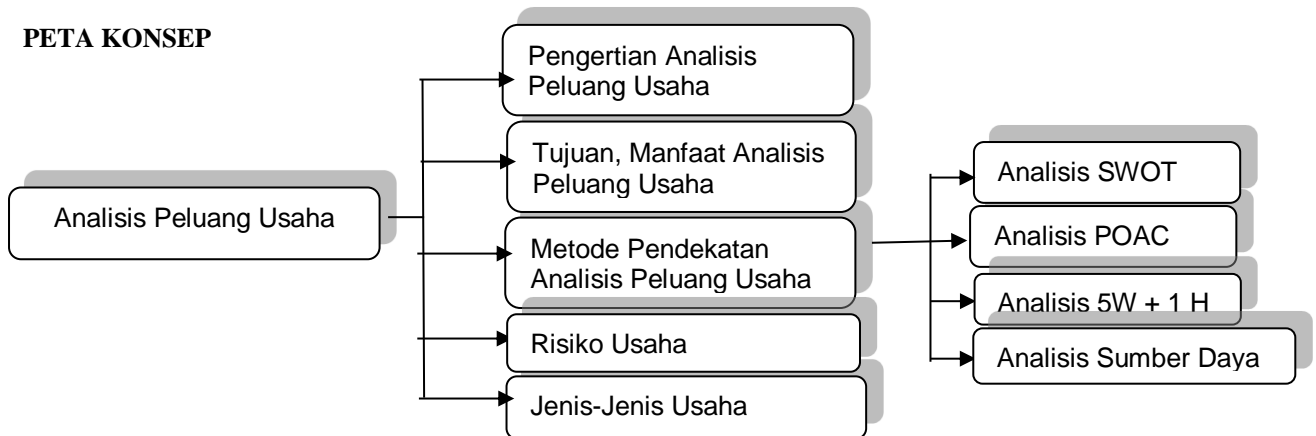 PETA KONSEP
Analisis Peluang Usaha
Pengertian Analisis
Peluang Usaha
Tujuan, Manfaat Analisis
Peluang Usaha
Metode Pendekatan
Analisis Peluang Usaha
Risiko Usaha
Jenis-Jenis Usaha
Analisis SWOT
Analisis POAC
Analisis 5W + 1 H
Analisis Sumber Daya